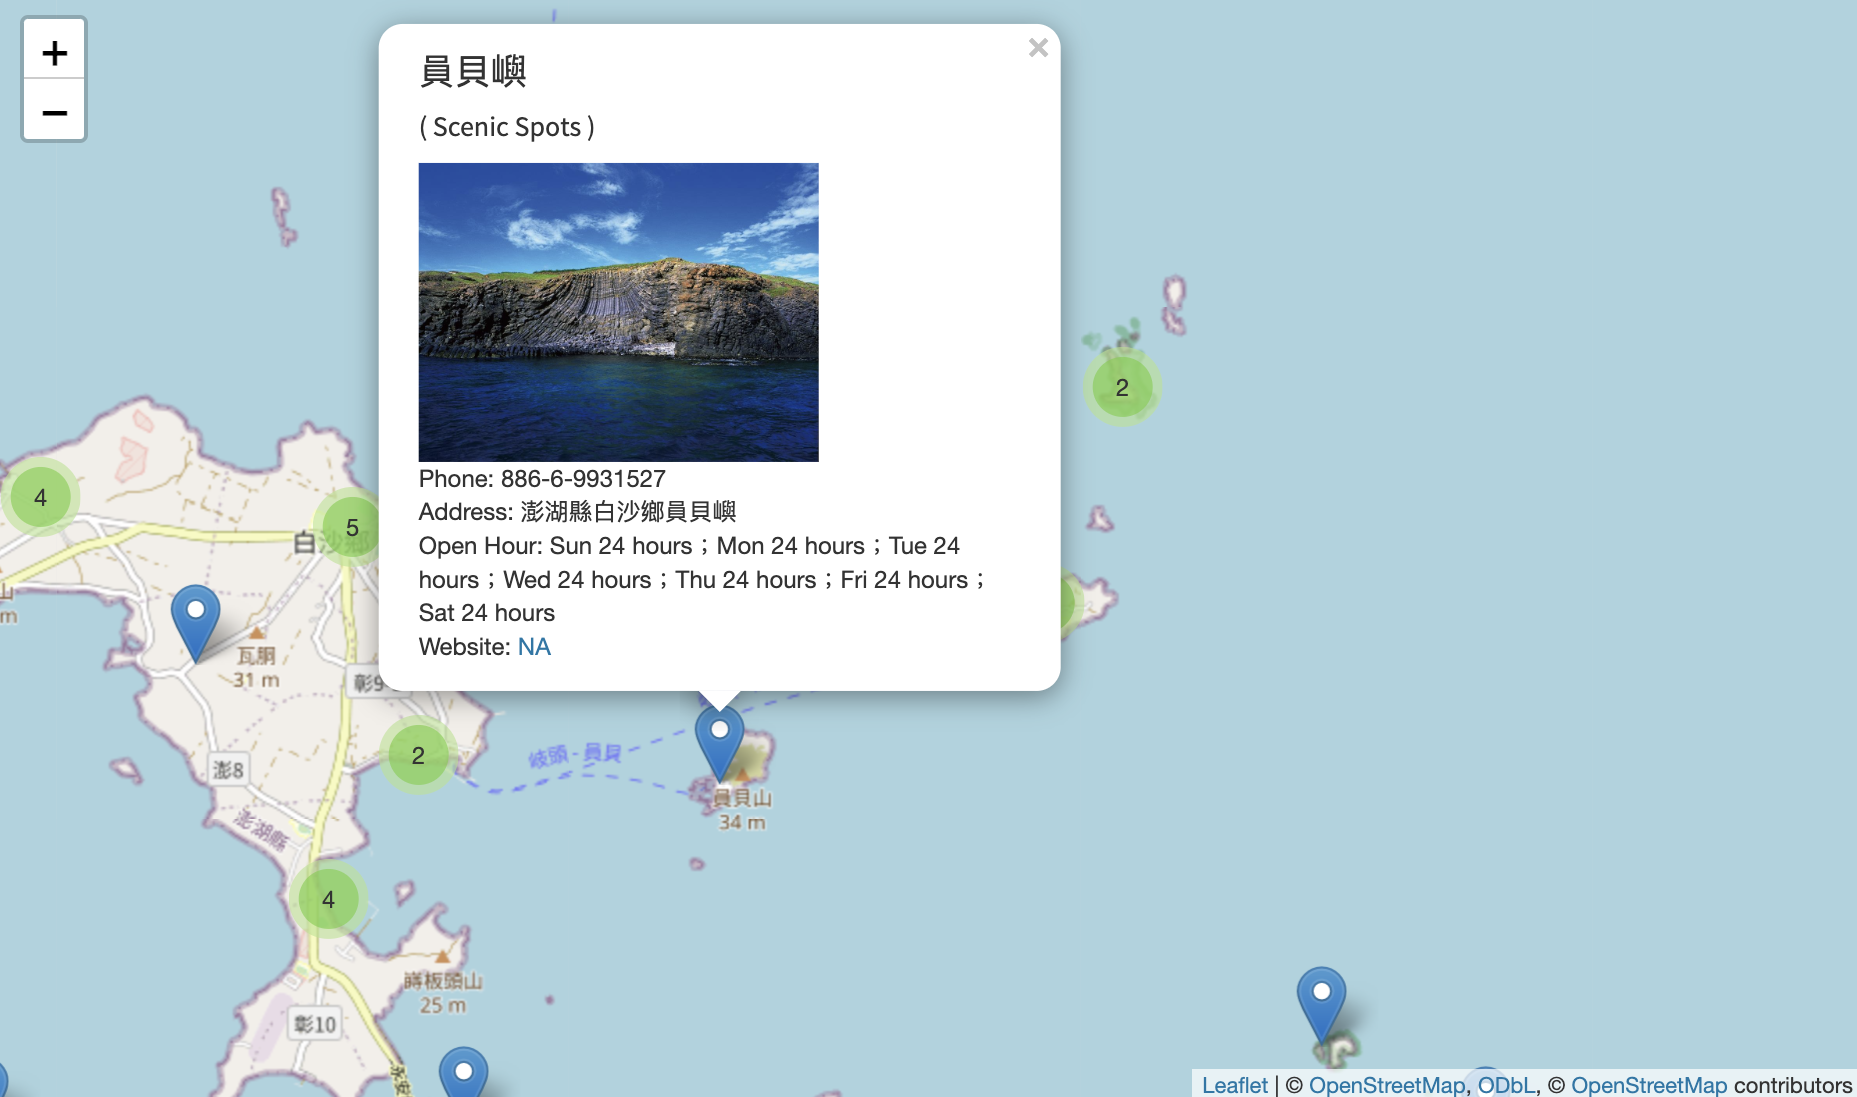 +
−
×
員貝嶼
( Scenic Spots )
Phone: 886-6-9931527
Address: 澎湖縣白沙鄉員貝嶼
Open Hour: Sun 24 hours；Mon 24 hours；Tue 24
hours；Wed 24 hours；Thu 24 hours；Fri 24 hours；
Sat 24 hours
Website: NA
2
4
5
白沙鄉
山
m
瓦硐
31 m
彰9
2
岐頭 - 員貝
澎8
員貝山
34 m
澎湖縣
4
蒔板頭山
25 m
彰10
永安
Leaflet | © OpenStreetMap, ODbL, © OpenStreetMap contributors